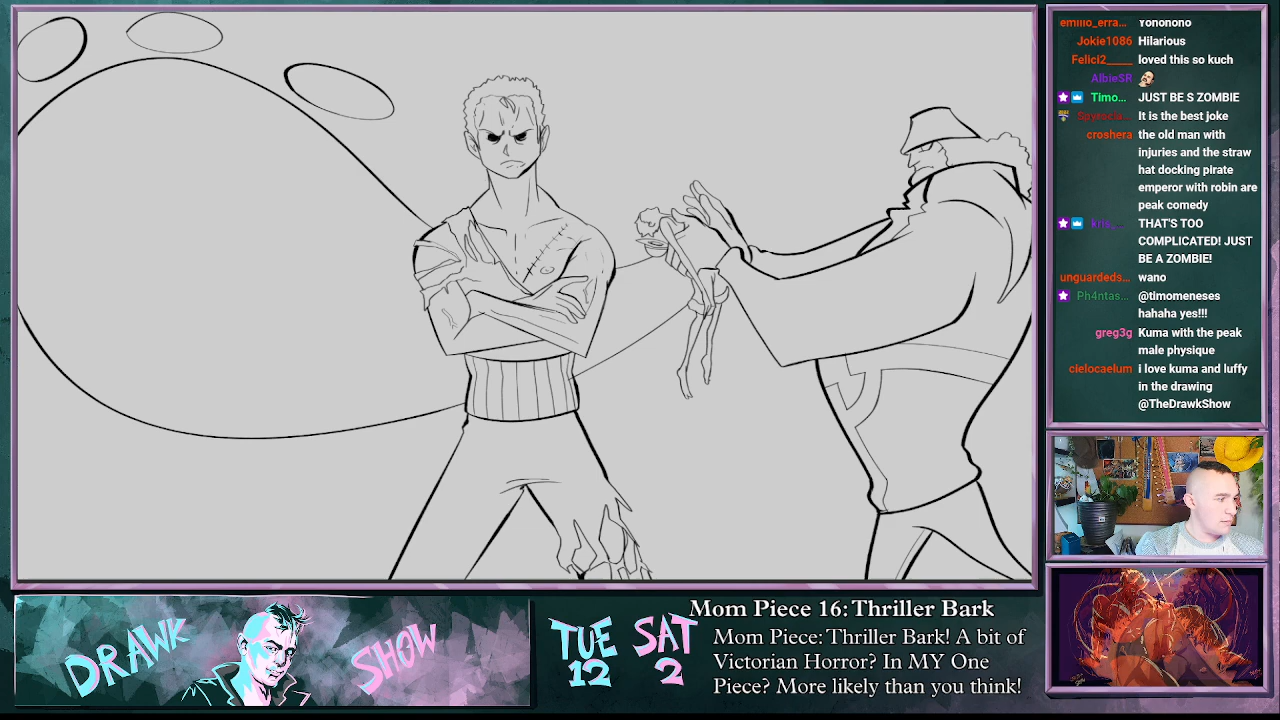 Yononono
Jokie1086 Hilarious
Felici2____ loved this so kuch
AlbieSR
Timo... JUST BE S ZOMBIE
It is the best joke
croshera the old man with
injuries and the straw
hat docking pirate
emperor with robin are
peak comedy
kris_... THAT'S TOO
COMPLICATED! JUST
BE A ZOMBIE!
unguardeds... wano
Ph4ntas... @timomeneses
hahaha yes!!!
greg3g Kuma with the peak
male physique
cielocaelum i love kuma and luffy
in the drawing
@TheDrawkShow
DRAWK SHOW
TUE 12
SAT 2
Mom Piece 16: Thriller Bark
Mom Piece: Thriller Bark! A bit of
Victorian Horror? In MY One
Piece? More likely than you think!